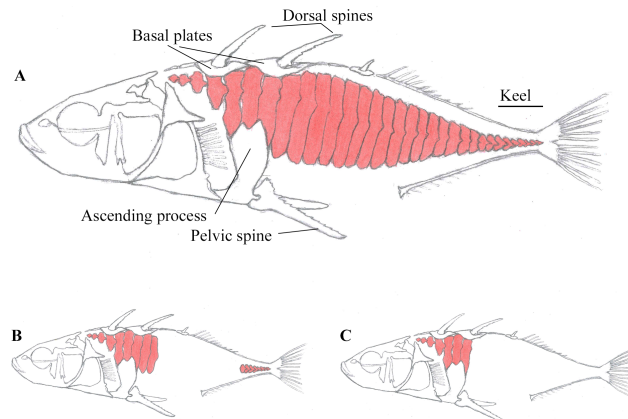 Dorsal spines
Basal plates
A
Keel
Ascending process
Pelvic spine
B
C